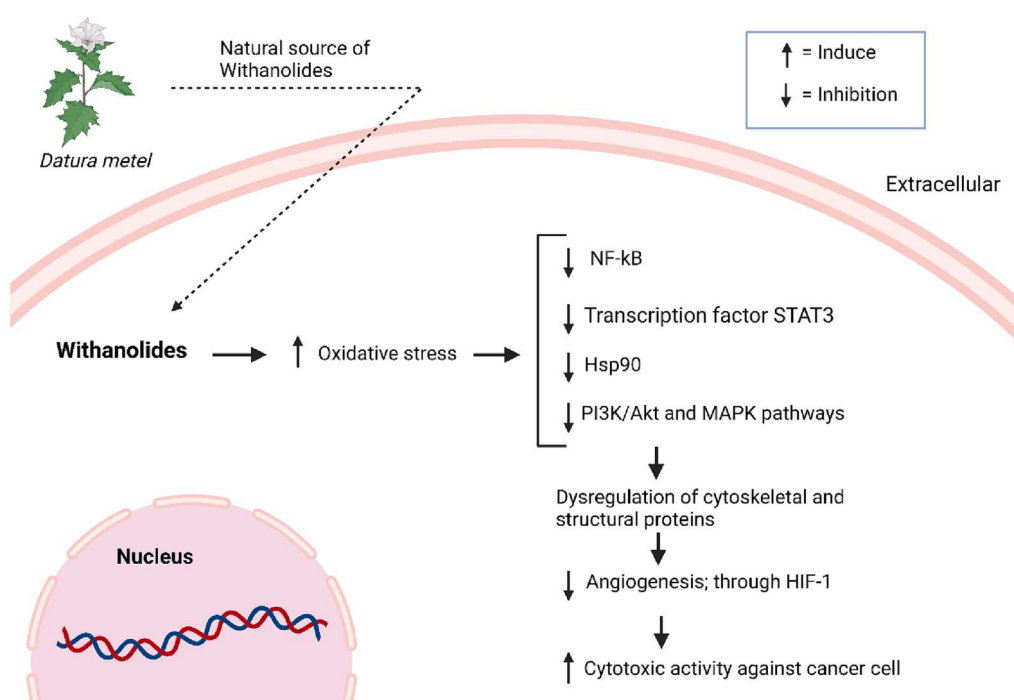 Natural source of
Withanolides
Datura metel
↑ = Induce
↓ = Inhibition
Extracellular
Withanolides
↑ Oxidative stress
↓ NF-kB
↓ Transcription factor STAT3
↓ Hsp90
↓ PI3K/Akt and MAPK pathways
Dysregulation of cytoskeletal and
structural proteins
↓ Angiogenesis; through HIF-1
↑ Cytotoxic activity against cancer cell
Nucleus